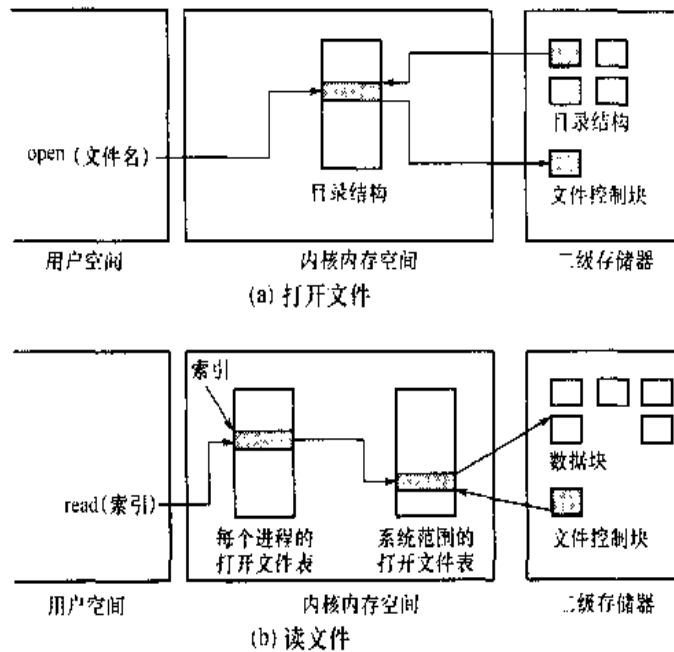 open (文件名)
目录结构
目录结构
文件控制块
用户空间
内核内存空间
二级存储器
(a) 打开文件
索引
read(索引)
每个进程的
打开文件表
系统范围的
打开文件表
数据块
文件控制块
用户空间
内核内存空间
二级存储器
(b) 读文件